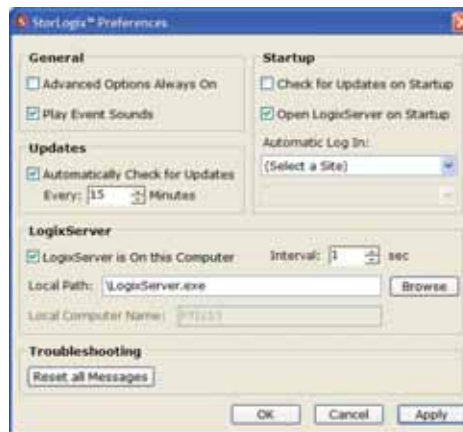 StorLogix™ Preferences
General
Advanced Options Always On
Play Event Sounds
Updates
Automatically Check for Updates
Every: 15 Minutes
Startup
Check for Updates on Startup
Open LogixServer on Startup
Automatic Log In:
(Select a Site)
LogixServer
LogixServer is On this Computer
Interval: 1 sec
Local Path: \LogixServer.exe
Browse
Local Computer Name:
Troubleshooting
Reset all Messages
OK
Cancel
Apply